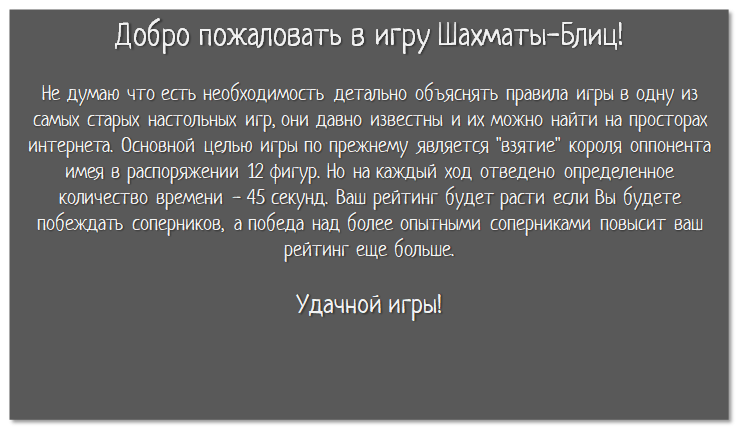 Добро пожаловать в игру Шахматы-Блиц!
Не думаю что есть необходимость детально объяснять правила игры в одну из
самых старых настольных игр, они давно известны и их можно найти на просторах
интернета. Основной целью игры по прежнему является "взятие" короля оппонента
имея в распоряжении 12 фигур. Но на каждый ход отведено определенное
количество времени - 45 секунд. Ваш рейтинг будет расти если Вы будете
побеждать соперников, а победа над более опытными соперниками повысит ваш
рейтинг еще больше.
Удачной игры!